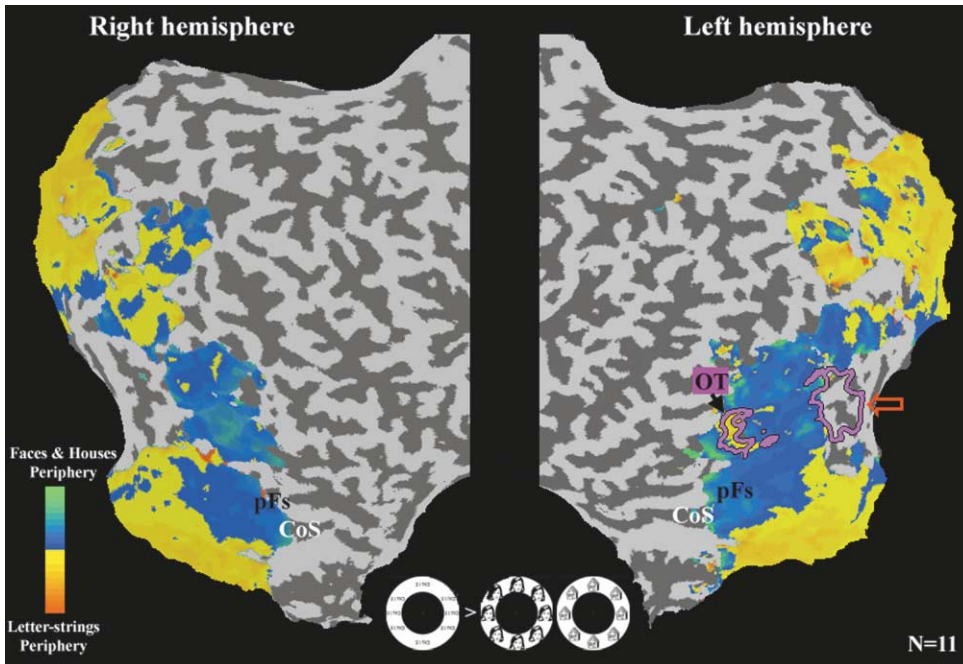 Right hemisphere
Left hemisphere
OT
Faces & Houses
Periphery
pFs
CoS
pFs
CoS
Letter-strings
Periphery
>
N=11